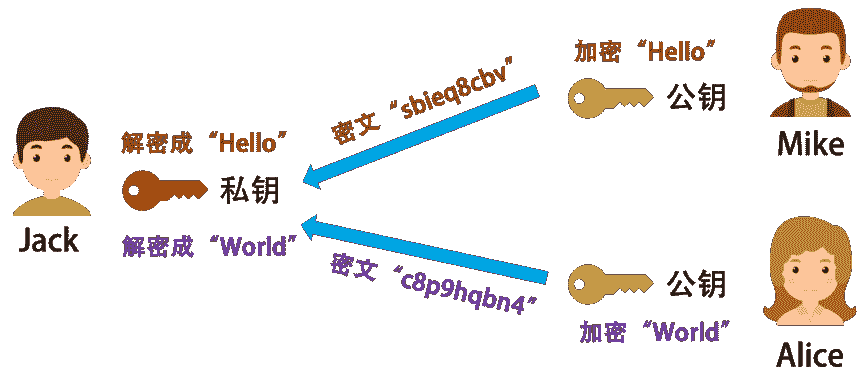 加密“Hello”
公钥
Mike
密文“sbieq8cbv”
解密成“Hello”
私钥
Jack
解密成“World”
密文“c8p9hqbn4”
公钥
加密“World”
Alice